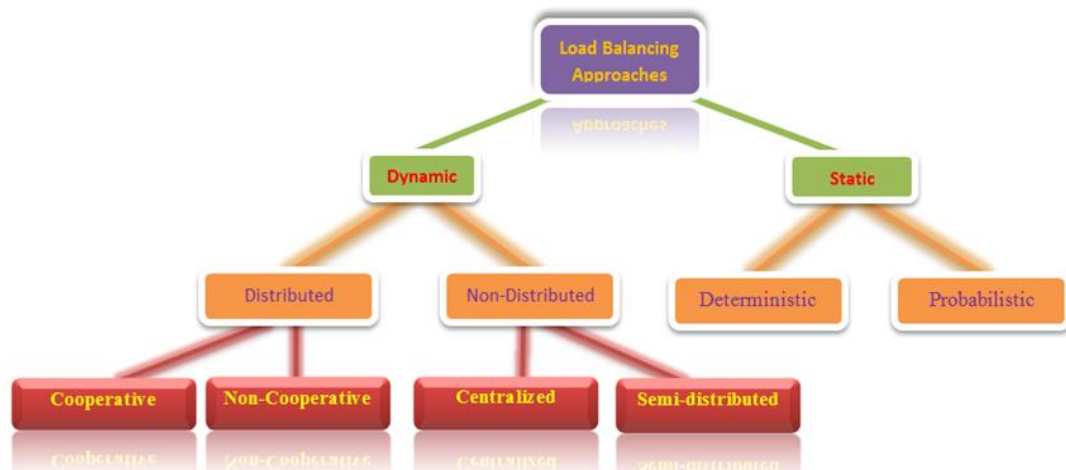 Load Balancing
Approaches
Dynamic
Static
Distributed
Non-Distributed
Deterministic
Probabilistic
Cooperative
Non-Cooperative
Centralized
Semi-distributed